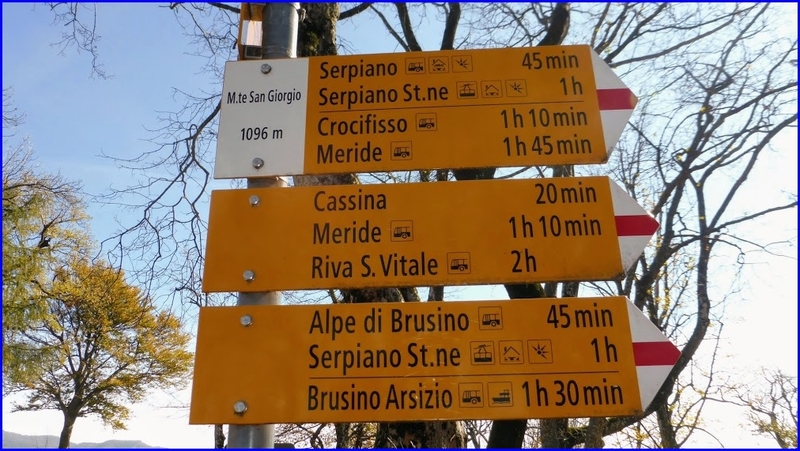 M.te San Giorgio
1096 m
Serpiano 45 min
Serpiano St.ne 1 h
Crocifisso 1 h 10 min
Meride 1 h 45 min
Cassina 20 min
Meride 1 h 10 min
Riva S. Vitale 2 h
Alpe di Brusino 45 min
Serpiano St.ne 1 h
Brusino Arsizio 1 h 30 min